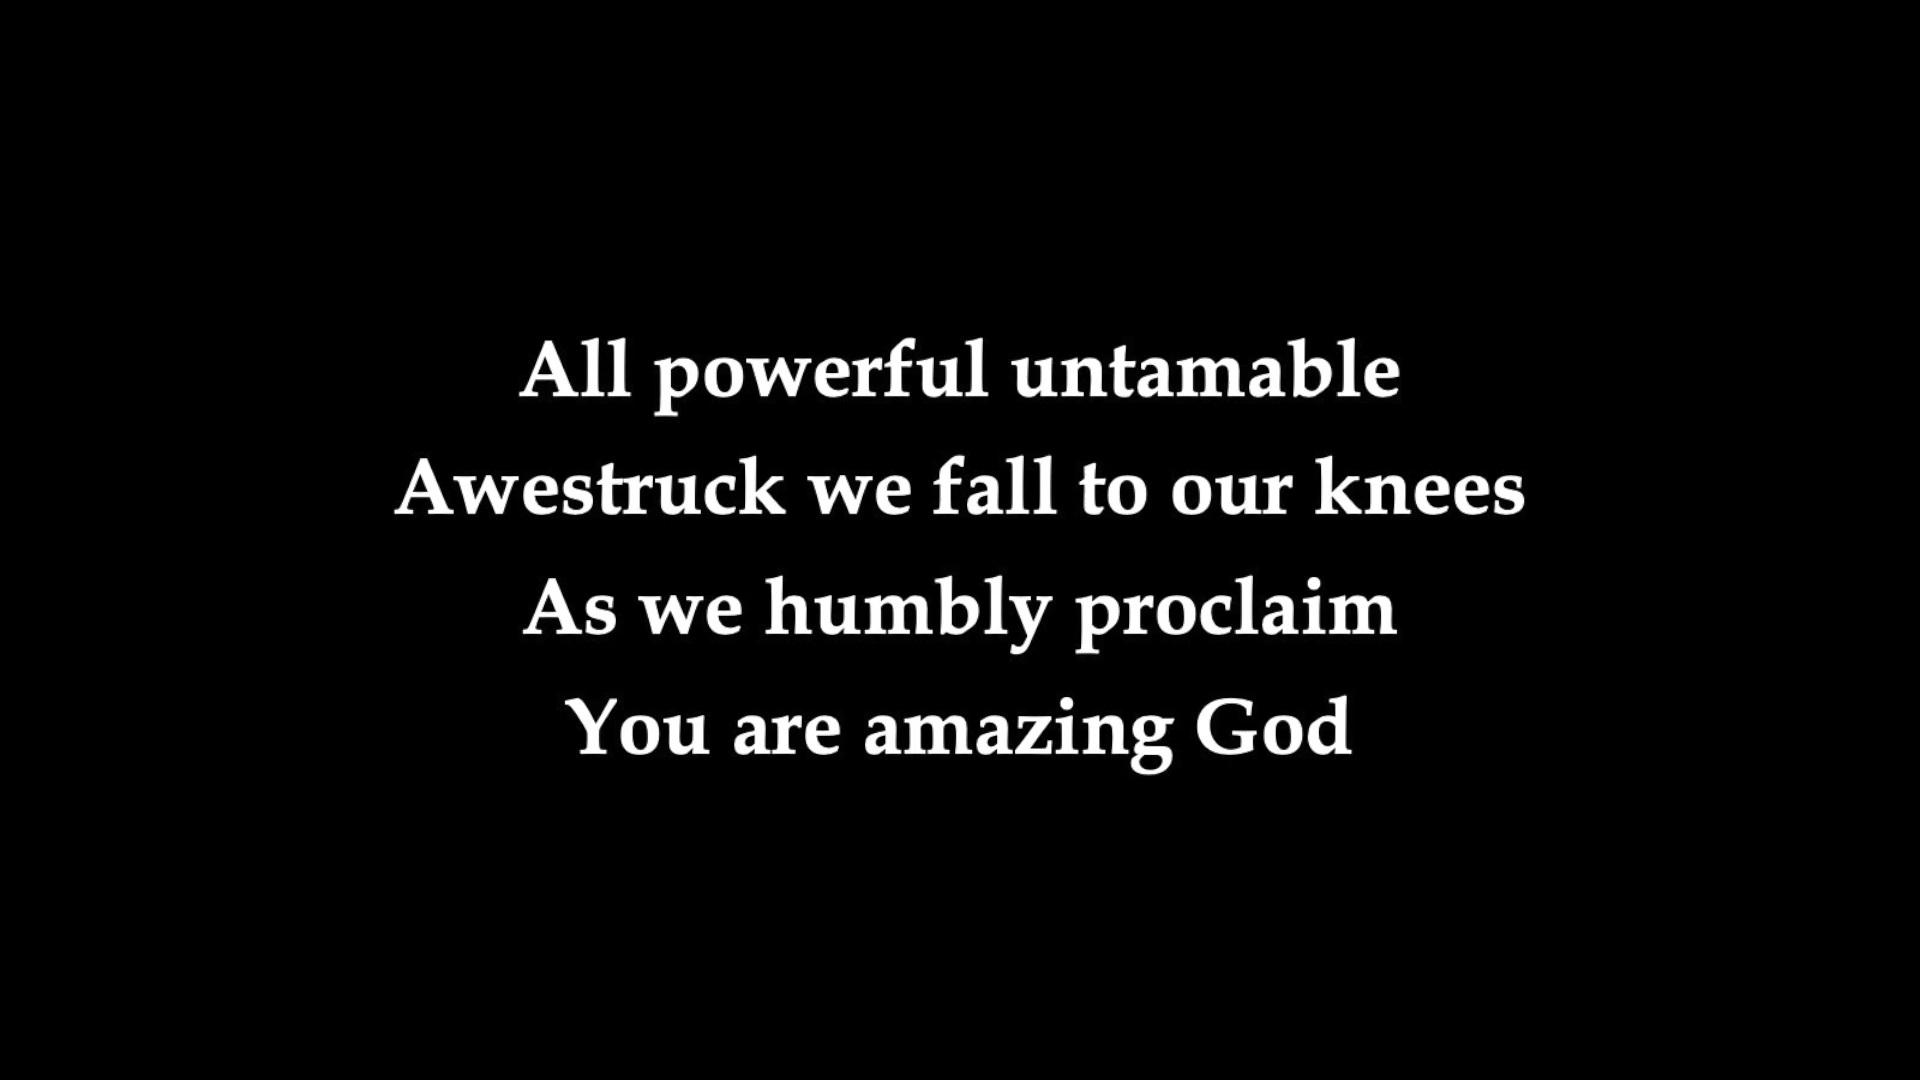 All powerful untamable
Awestruck we fall to our knees
As we humbly proclaim
You are amazing God